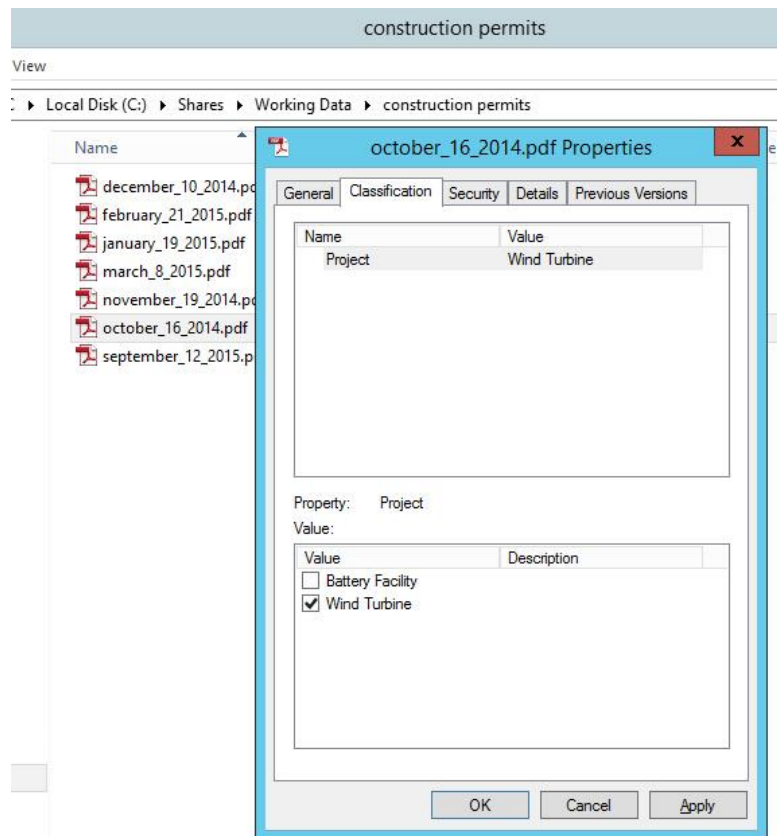 construction permits
View
Local Disk (C:) Shares Working Data construction permits
Name
december_10_2014.pd
february_21_2015.pdf
january_19_2015.pdf
march_8_2015.pdf
november_19_2014.pd
october_16_2014.pdf
september_12_2015.p
october_16_2014.pdf Properties
x
General Classification Security Details Previous Versions
Name Value
Project Wind Turbine
Property: Project
Value:
Value Description
Battery Facility
Wind Turbine
OK Cancel Apply